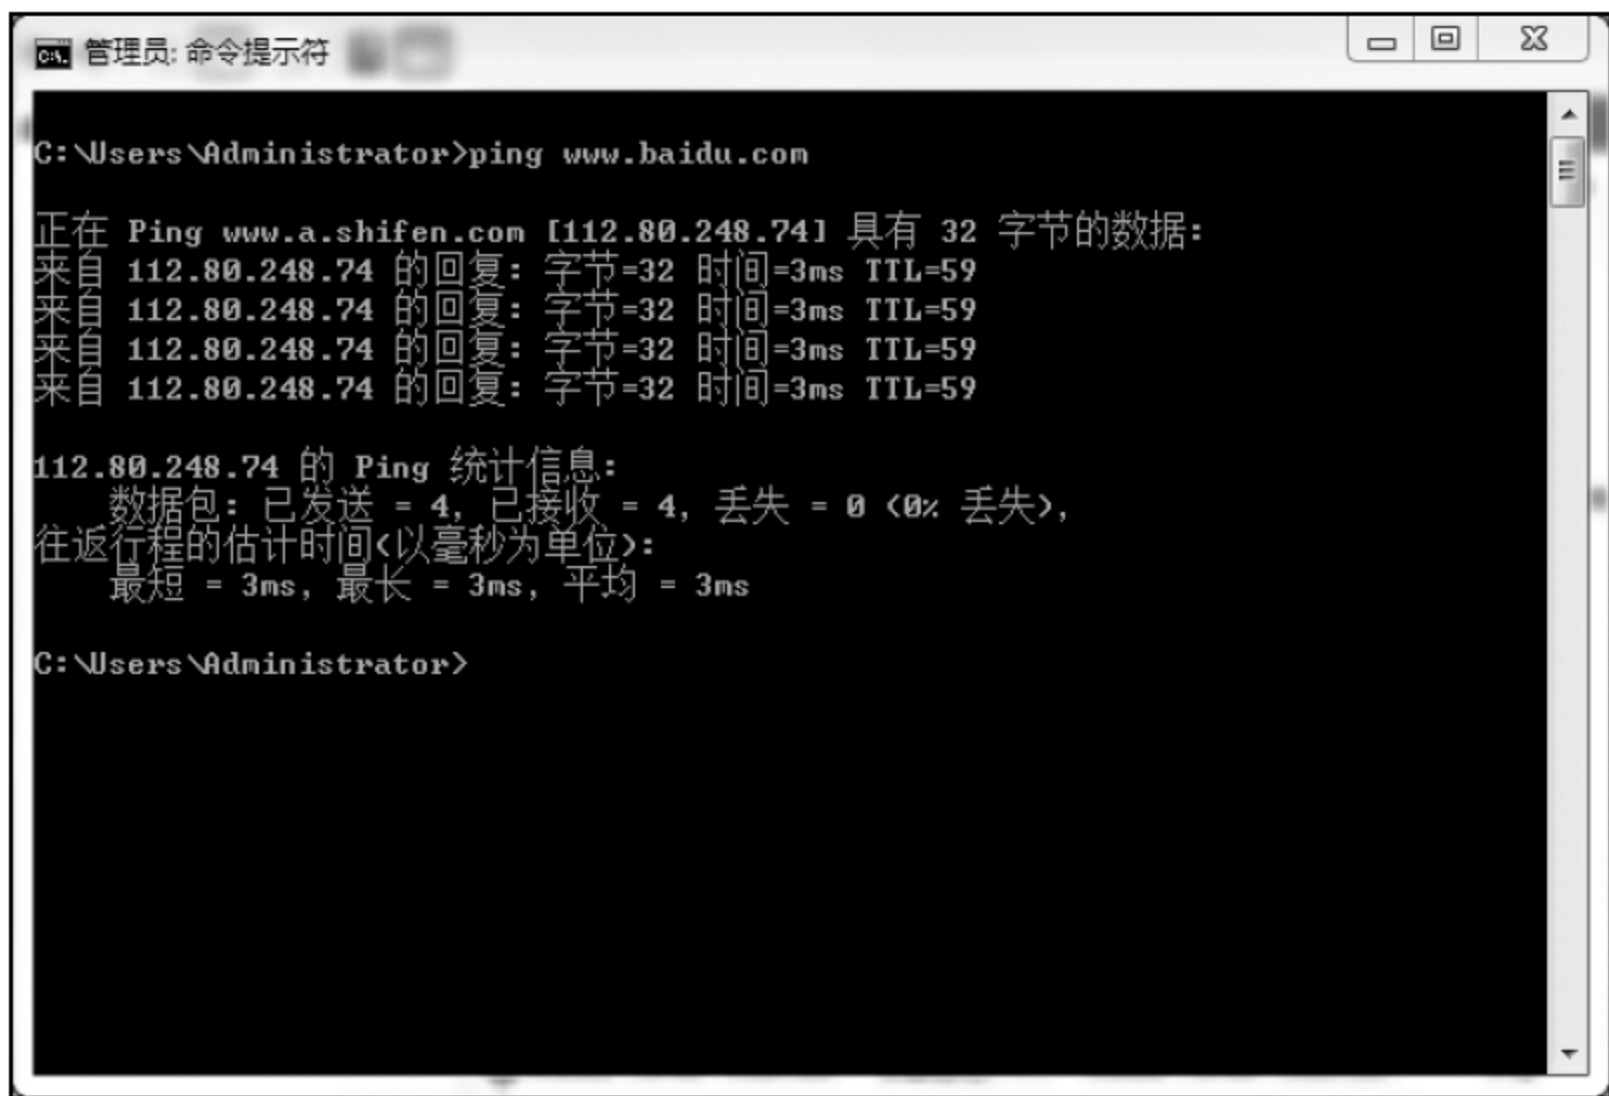 管理员: 命令提示符
C:\Users\Administrator>ping www.baidu.com
正在 Ping www.a.shifen.com [112.80.248.74] 具有 32 字节的数据:
来自 112.80.248.74 的回复: 字节=32 时间=3ms TTL=59
来自 112.80.248.74 的回复: 字节=32 时间=3ms TTL=59
来自 112.80.248.74 的回复: 字节=32 时间=3ms TTL=59
来自 112.80.248.74 的回复: 字节=32 时间=3ms TTL=59
112.80.248.74 的 Ping 统计信息:
数据包: 已发送 = 4, 已接收 = 4, 丢失 = 0 (0% 丢失),
往返行程的估计时间(以毫秒为单位):
最短 = 3ms, 最长 = 3ms, 平均 = 3ms
C:\Users\Administrator>